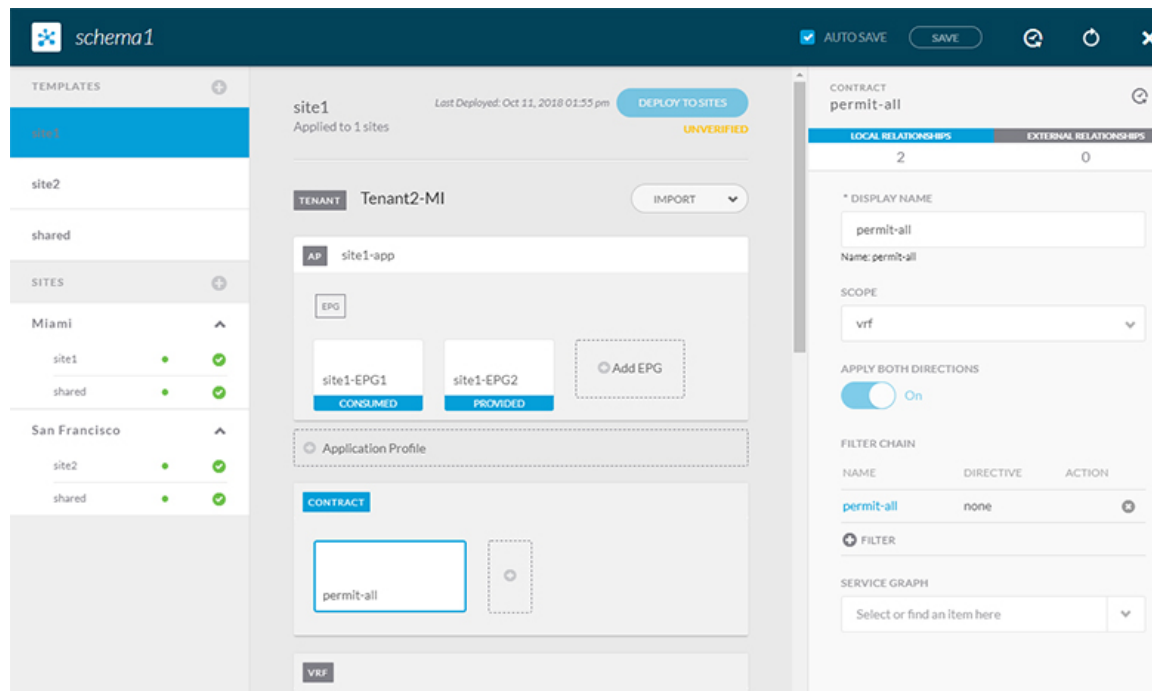 schema1
AUTO SAVE
SAVE
TEMPLATES
site1
site2
shared
SITES
Miami
site1
shared
San Francisco
site2
shared
site1
Last Deployed: Oct 11, 2018 01:55 pm
DEPLOY TO SITES
Applied to 1 sites
UNVERIFIED
TENANT Tenant2-MI
IMPORT
AP site1-app
EPG
site1-EPG1
CONSUMED
site1-EPG2
PROVIDED
Add EPG
Application Profile
CONTRACT
permit-all
VRF
CONTRACT
permit-all
LOCAL RELATIONSHIPS EXTERNAL RELATIONSHIPS
2 0
* DISPLAY NAME
permit-all
Name: permit-all
SCOPE
vrf
APPLY BOTH DIRECTIONS
On
FILTER CHAIN
NAME DIRECTIVE ACTION
permit-all none
FILTER
SERVICE GRAPH
Select or find an item here